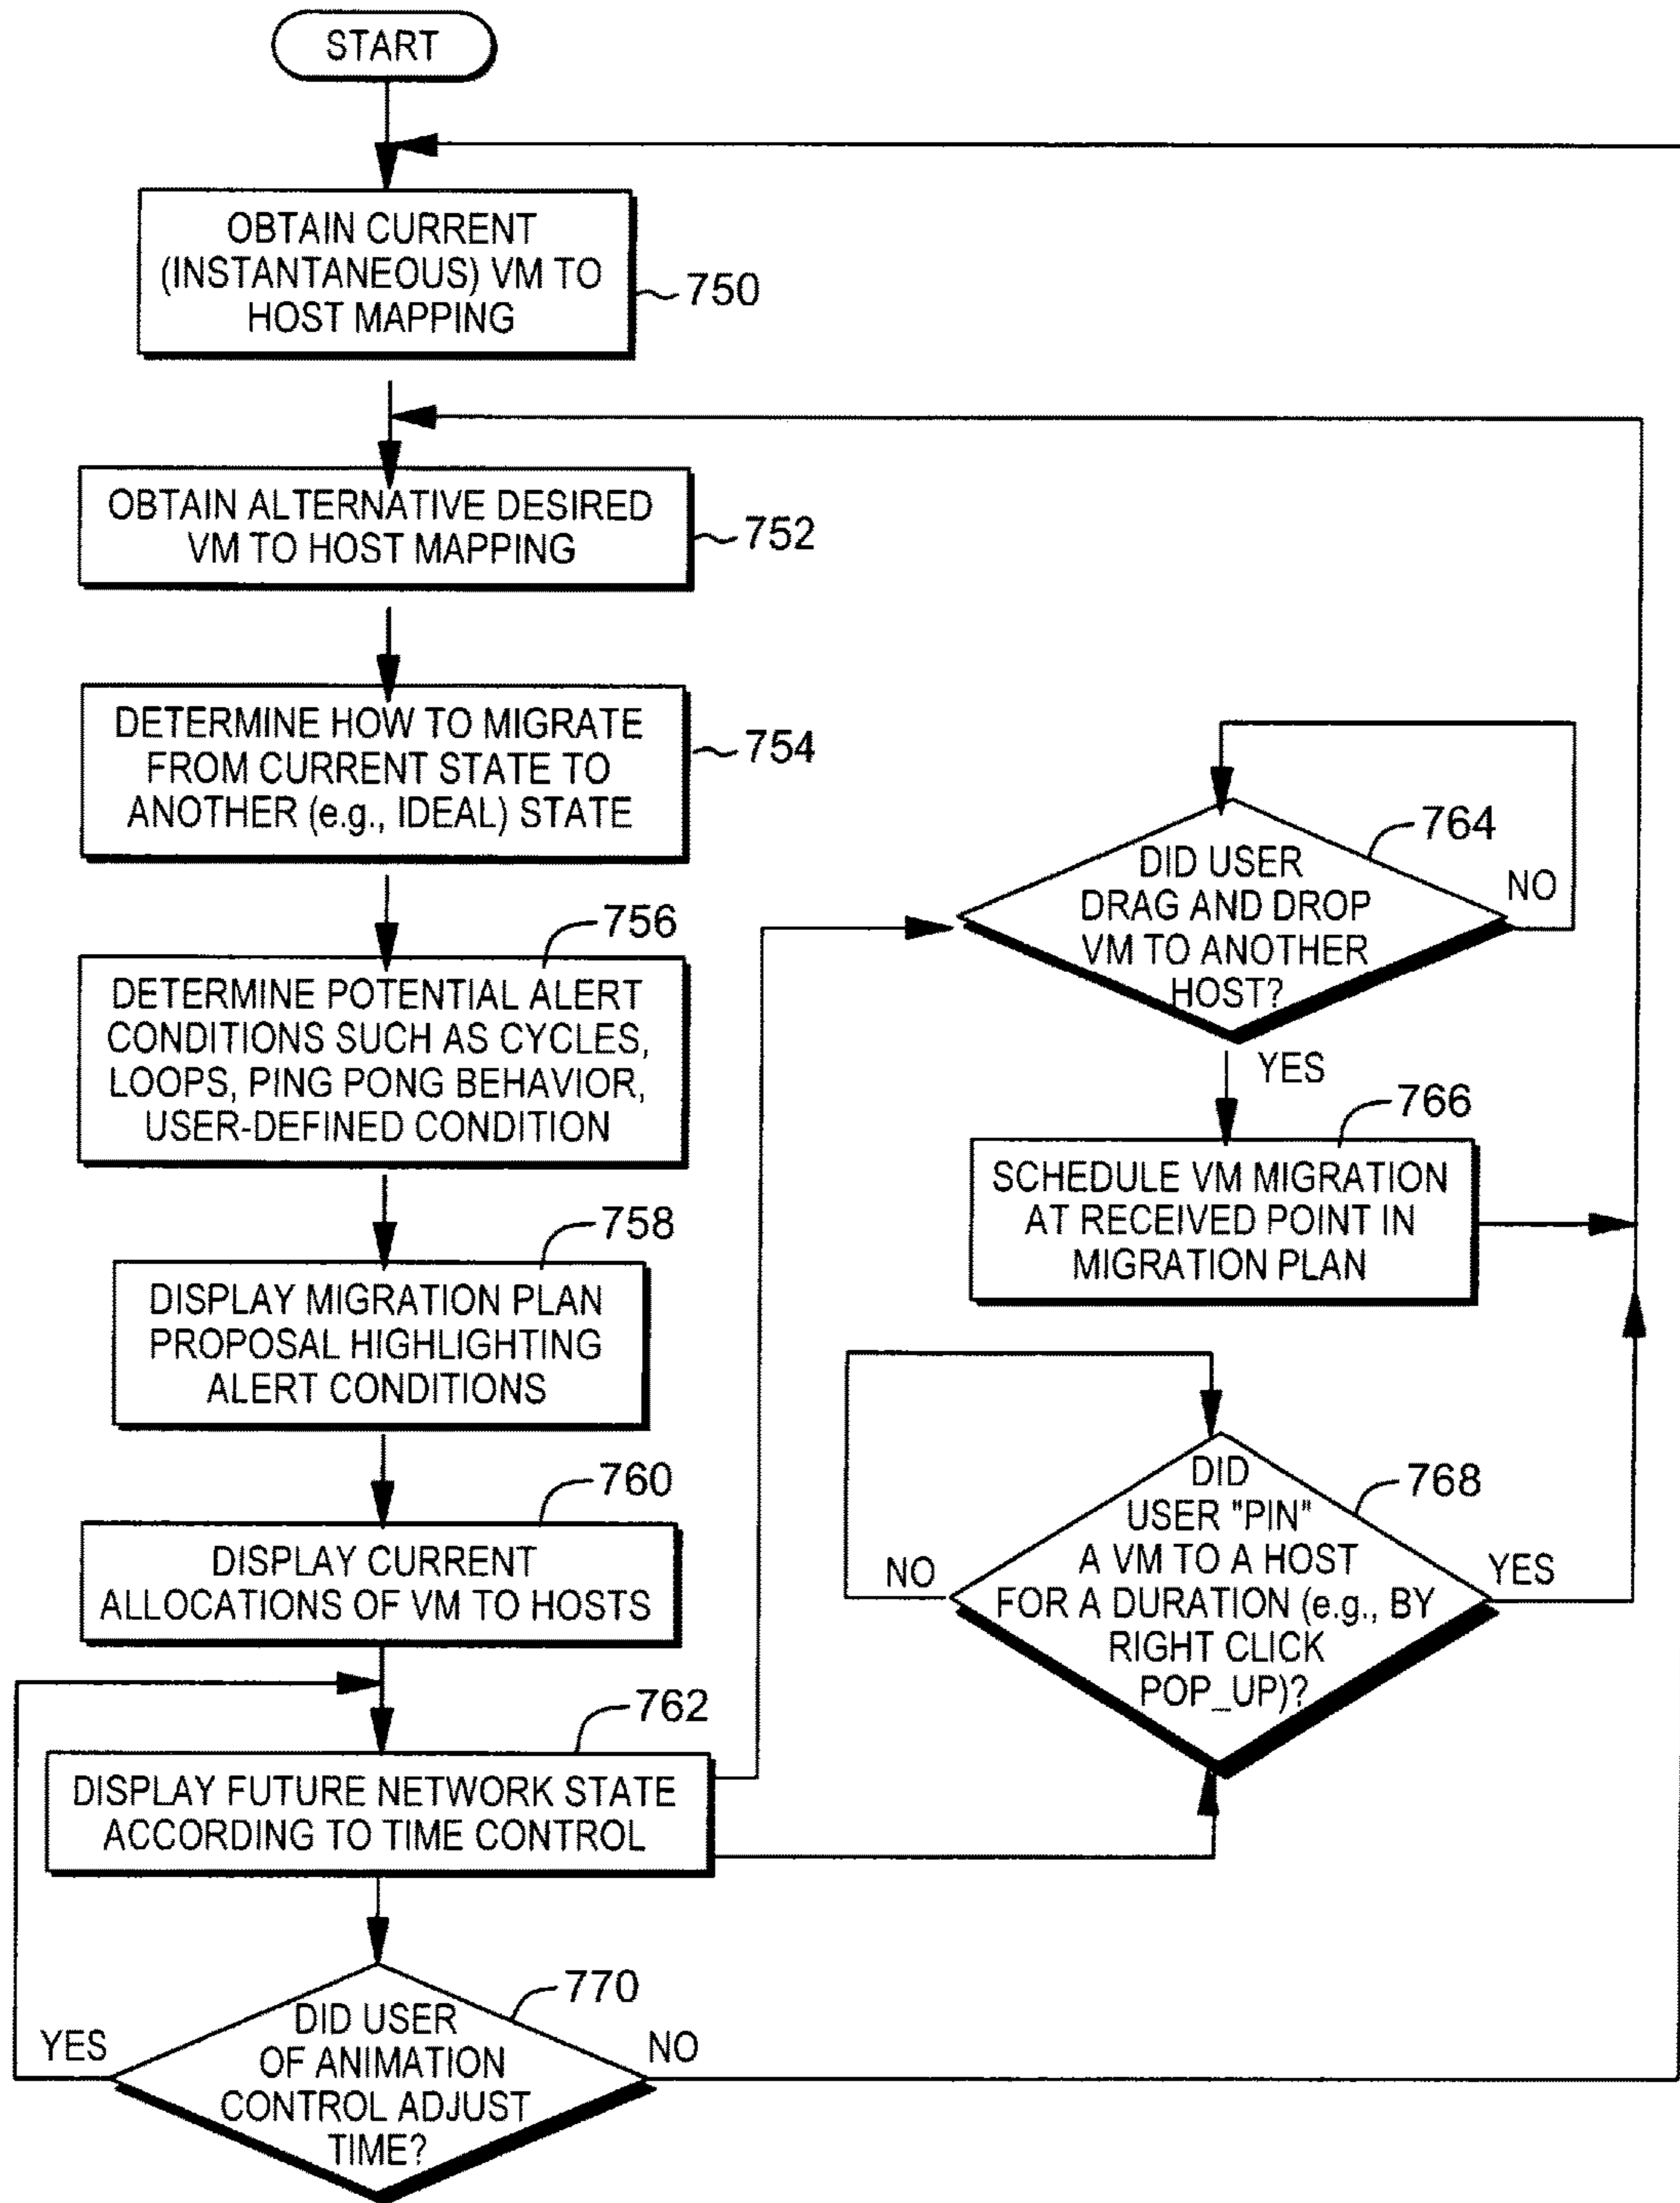 START
OBTAIN CURRENT
(INSTANTANEOUS) VM TO
HOST MAPPING
750
OBTAIN ALTERNATIVE DESIRED
VM TO HOST MAPPING
752
DETERMINE HOW TO MIGRATE
FROM CURRENT STATE TO
ANOTHER (e.g., IDEAL) STATE
754
756
DETERMINE POTENTIAL ALERT
CONDITIONS SUCH AS CYCLES,
LOOPS, PING PONG BEHAVIOR,
USER-DEFINED CONDITION
758
DISPLAY MIGRATION PLAN
PROPOSAL HIGHLIGHTING
ALERT CONDITIONS
760
DISPLAY CURRENT
ALLOCATIONS OF VM TO HOSTS
762
DISPLAY FUTURE NETWORK STATE
ACCORDING TO TIME CONTROL
764
DID USER
DRAG AND DROP
VM TO ANOTHER
HOST?
NO
YES
766
SCHEDULE VM MIGRATION
AT RECEIVED POINT IN
MIGRATION PLAN
768
DID
USER "PIN"
A VM TO A HOST
FOR A DURATION (e.g., BY
RIGHT CLICK
POP_UP)?
NO
YES
770
DID USER
OF ANIMATION
CONTROL ADJUST
TIME?
YES
NO